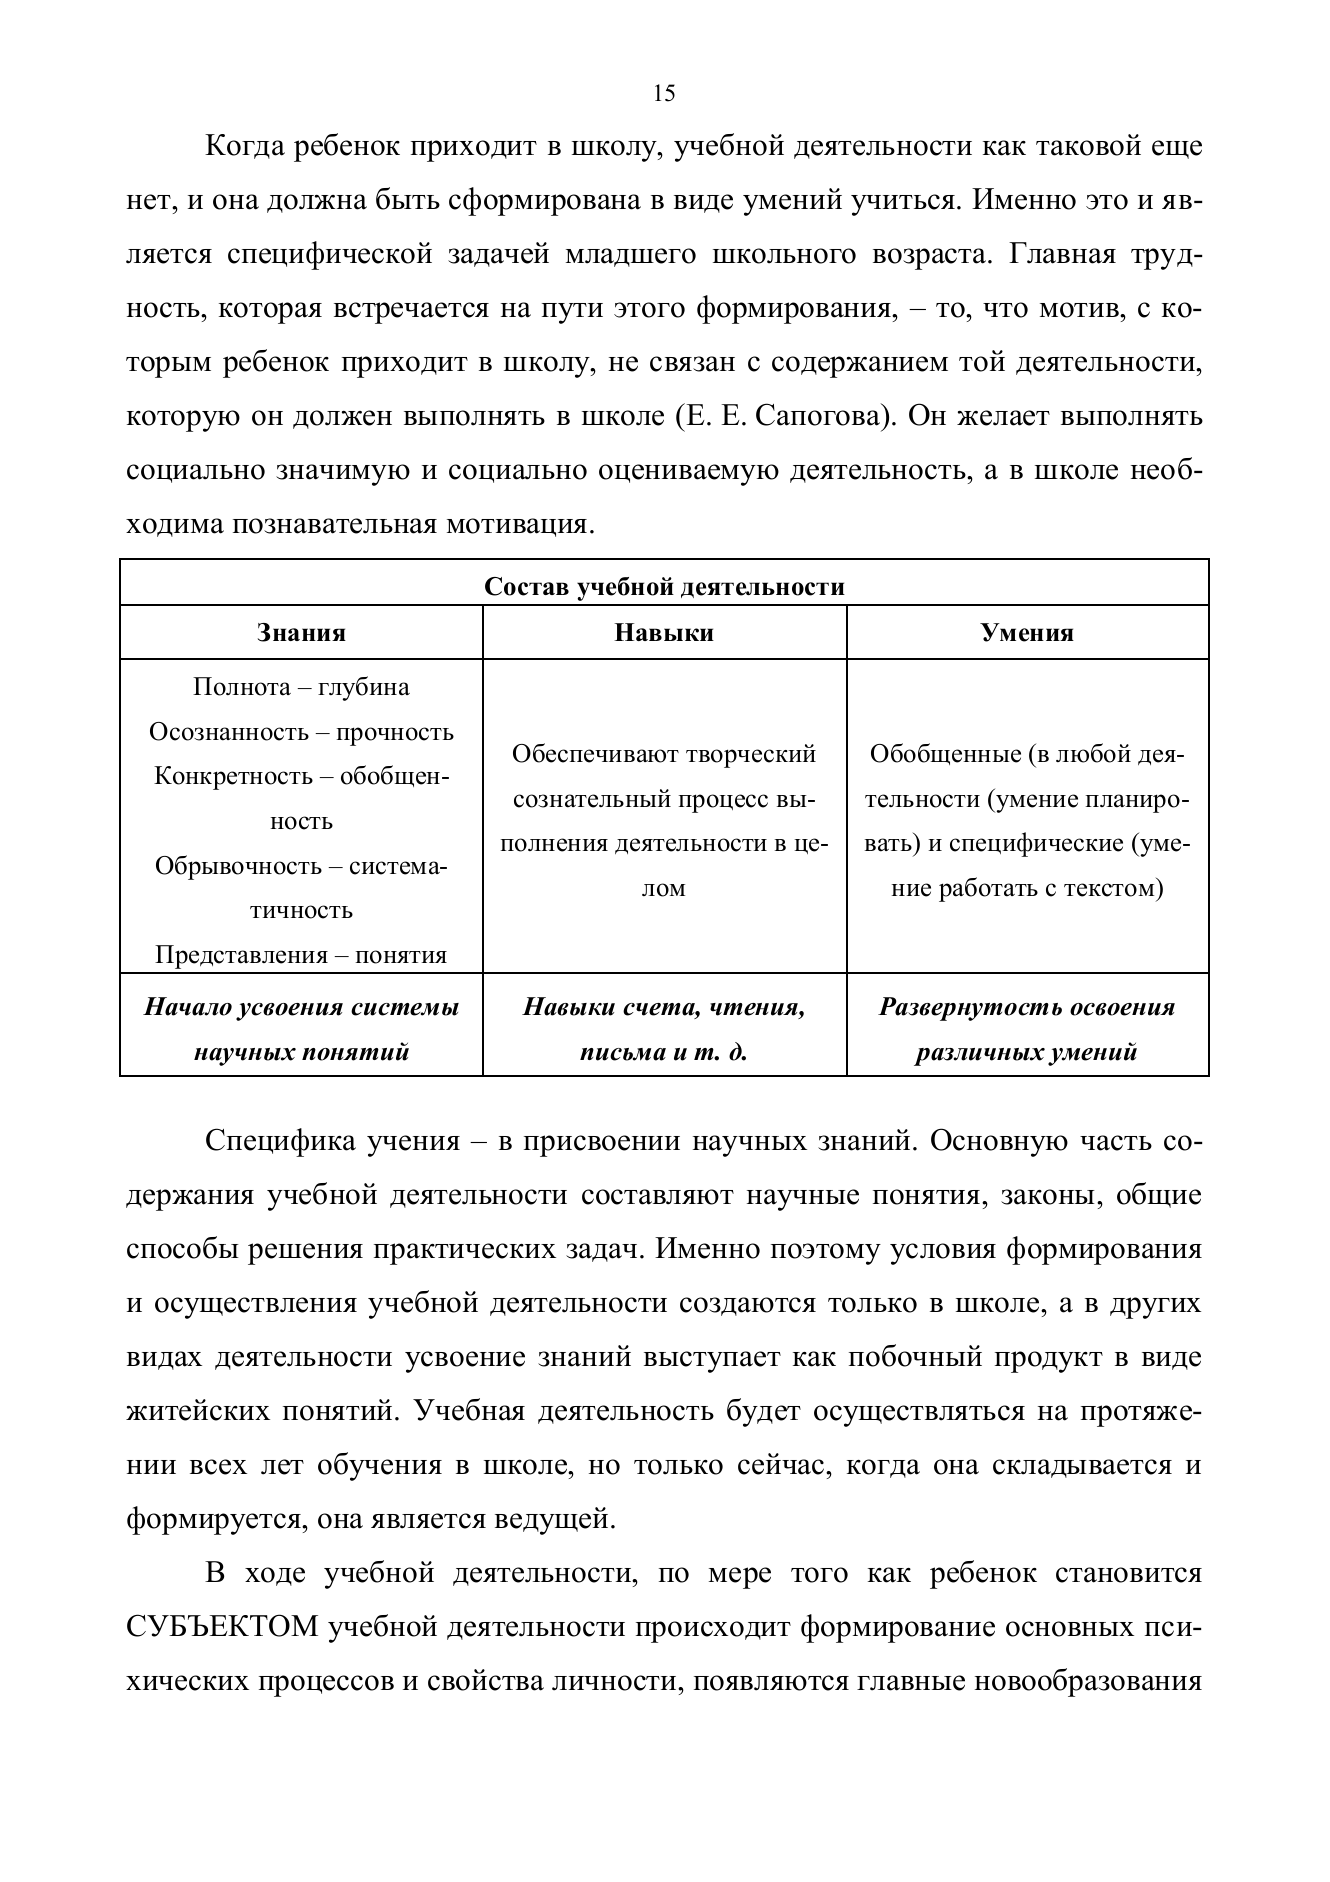 15
Когда ребенок приходит в школу, учебной деятельности как таковой еще
нет, и она должна быть сформирована в виде умений учиться. Именно это и яв-
ляется специфической задачей младшего школьного возраста. Главная труд-
ность, которая встречается на пути этого формирования, – то, что мотив, с ко-
торым ребенок приходит в школу, не связан с содержанием той деятельности,
которую он должен выполнять в школе (Е. Е. Сапогова). Он желает выполнять
социально значимую и социально оцениваемую деятельность, а в школе необ-
ходима познавательная мотивация.
Состав учебной деятельности
Знания
Навыки
Умения
Полнота – глубина
Осознанность – прочность
Конкретность – обобщен-
ность
Обрывочность – система-
тичность
Представления – понятия
Обеспечивают творческий
сознательный процесс вы-
полнения деятельности в це-
лом
Обобщенные (в любой дея-
тельности (умение планиро-
вать) и специфические (уме-
ние работать с текстом)
Начало усвоения системы
научных понятий
Навыки счета, чтения,
письма и т. д.
Развернутость освоения
различных умений
Специфика учения – в присвоении научных знаний. Основную часть со-
держания учебной деятельности составляют научные понятия, законы, общие
способы решения практических задач. Именно поэтому условия формирования
и осуществления учебной деятельности создаются только в школе, а в других
видах деятельности усвоение знаний выступает как побочный продукт в виде
житейских понятий. Учебная деятельность будет осуществляться на протяже-
нии всех лет обучения в школе, но только сейчас, когда она складывается и
формируется, она является ведущей.
В ходе учебной деятельности, по мере того как ребенок становится
СУБЪЕКТОМ учебной деятельности происходит формирование основных пси-
хических процессов и свойства личности, появляются главные новообразования